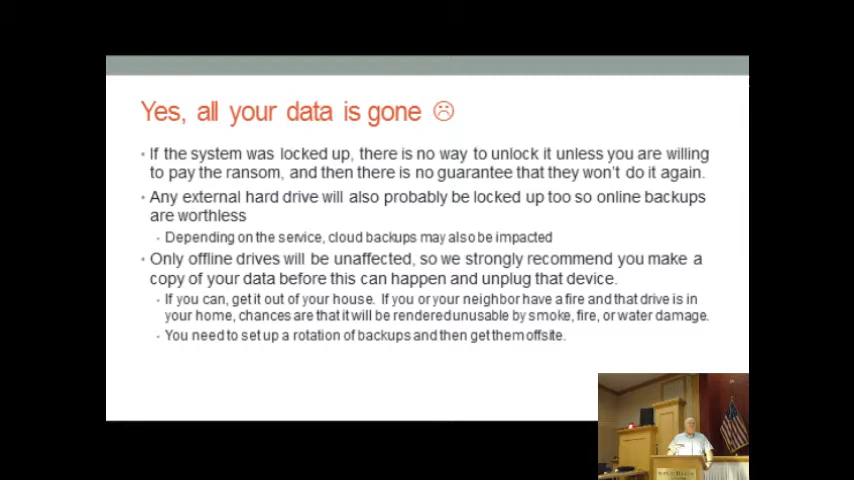 Yes, all your data is gone ☹
• If the system was locked up, there is no way to unlock it unless you are willing
to pay the ransom, and then there is no guarantee that they won't do it again.
• Any external hard drive will also probably be locked up too so online backups
are worthless
• Depending on the service, cloud backups may also be impacted
• Only offline drives will be unaffected, so we strongly recommend you make a
copy of your data before this can happen and unplug that device.
• If you can, get it out of your house. If you or your neighbor have a fire and that drive is in
your home, chances are that it will be rendered unusable by smoke, fire, or water damage.
• You need to set up a rotation of backups and then get them offsite.